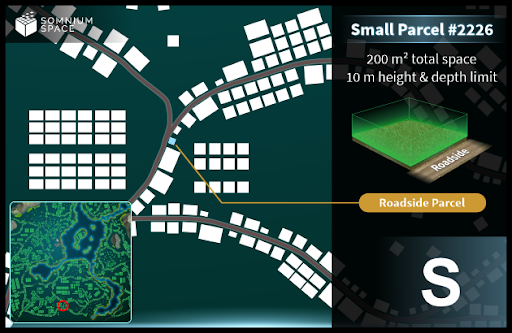 SOMNIUM
SPACE
Small Parcel #2226
200 m² total space
10 m height & depth limit
Roadside
Roadside Parcel
S